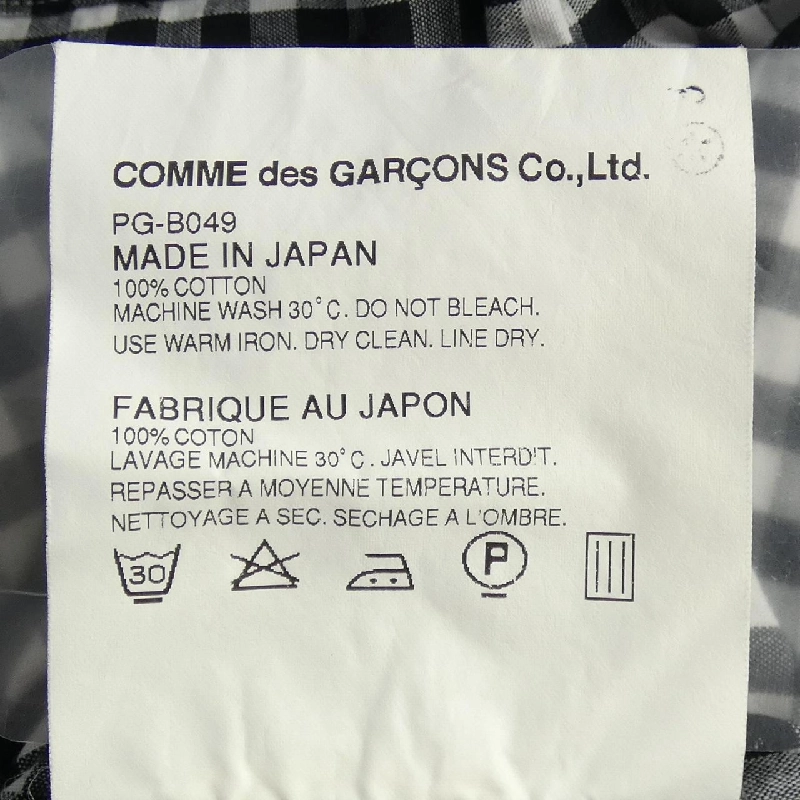 COMME des GARÇONS Co.,Ltd.
PG-B049
MADE IN JAPAN
100% COTTON
MACHINE WASH 30°C. DO NOT BLEACH.
USE WARM IRON. DRY CLEAN. LINE DRY.
FABRIQUE AU JAPON
100% COTON
LAVAGE MACHINE 30°C. JAVEL INTERDIT.
REPASSER A MOYENNE TEMPERATURE.
NETTOYAGE A SEC. SECHAGE A L'OMBRE.
30 P